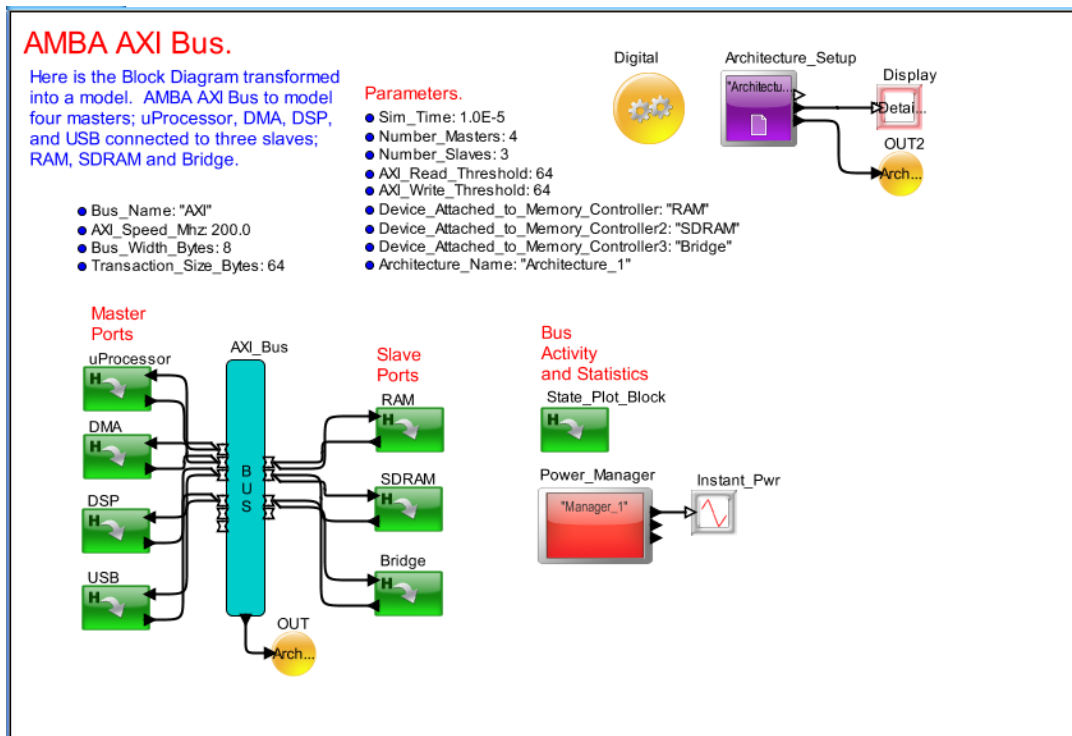 AMBA AXI Bus.
Here is the Block Diagram transformed
into a model. AMBA AXI Bus to model
four masters; uProcessor, DMA, DSP,
and USB connected to three slaves;
RAM, SDRAM and Bridge.
Bus_Name: "AXI"
AXI_Speed_Mhz: 200.0
Bus_Width_Bytes: 8
Transaction_Size_Bytes: 64
Parameters.
Sim_Time: 1.0E-5
Number_Masters: 4
Number_Slaves: 3
AXI_Read_Threshold: 64
AXI_Write_Threshold: 64
Device_Attached_to_Memory_Controller: "RAM"
Device_Attached_to_Memory_Controller2: "SDRAM"
Device_Attached_to_Memory_Controller3: "Bridge"
Architecture_Name: "Architecture_1"
Digital
Architecture_Setup
"Architectu...
Display
Detai...
OUT2
Arch...
Master
Ports
uProcessor
H
DMA
H
DSP
H
USB
H
AXI_Bus
B
U
S
OUT
Arch...
Slave
Ports
RAM
H
SDRAM
H
Bridge
H
Bus
Activity
and Statistics
State_Plot_Block
H
Power_Manager
"Manager_1"
Instant_Pwr